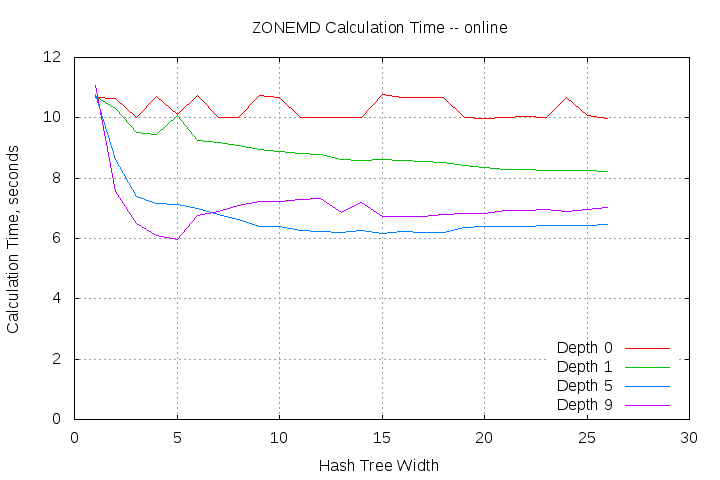 ZONEMD Calculation Time -- online
12
10
8
6
4
2
0
Calculation Time, seconds
0 5 10 15 20 25 30
Hash Tree Width
Depth 0
Depth 1
Depth 5
Depth 9